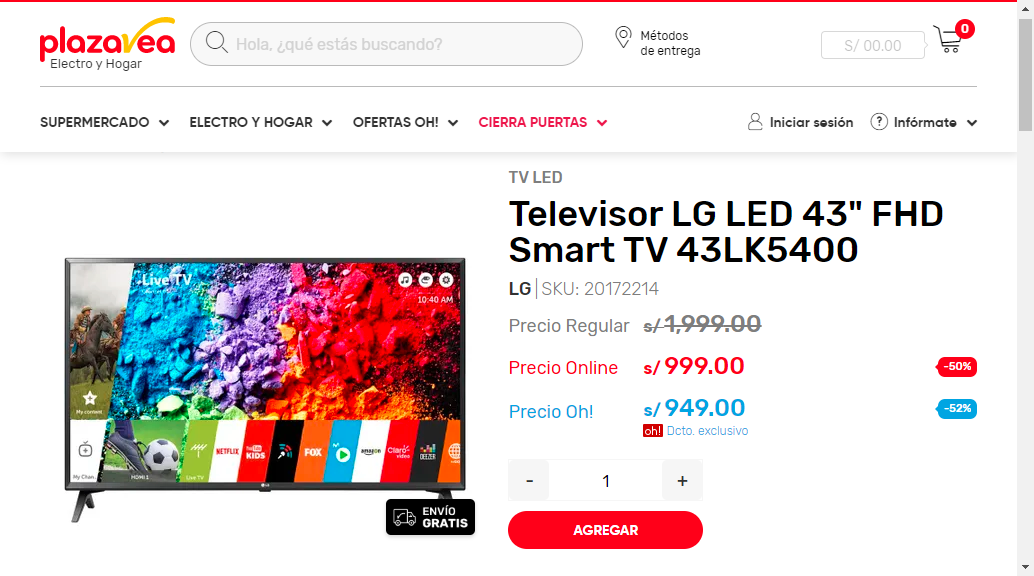 plazavea
Electro y Hogar
Hola, ¿qué estás buscando?
Métodos
de entrega
S/ 00.00
0
SUPERMERCADO
ELECTRO Y HOGAR
OFERTAS OH!
CIERRA PUERTAS
Iniciar sesión
?
Infórmate
TV LED
Televisor LG LED 43" FHD
Smart TV 43LK5400
LG
SKU: 20172214
Precio Regular s/ 1,999.00
Precio Online s/ 999.00 -50%
Precio Oh! s/ 949.00 -52%
oh! Dcto. exclusivo
- 1 +
AGREGAR
Live TV
10:40 AM
My content
My Chan.
HDMI 1
Live TV
NETFLIX
YouTube
KIDS
FOX
amazon
Claro
video
DEEZER
LG
ENVÍO
GRATIS